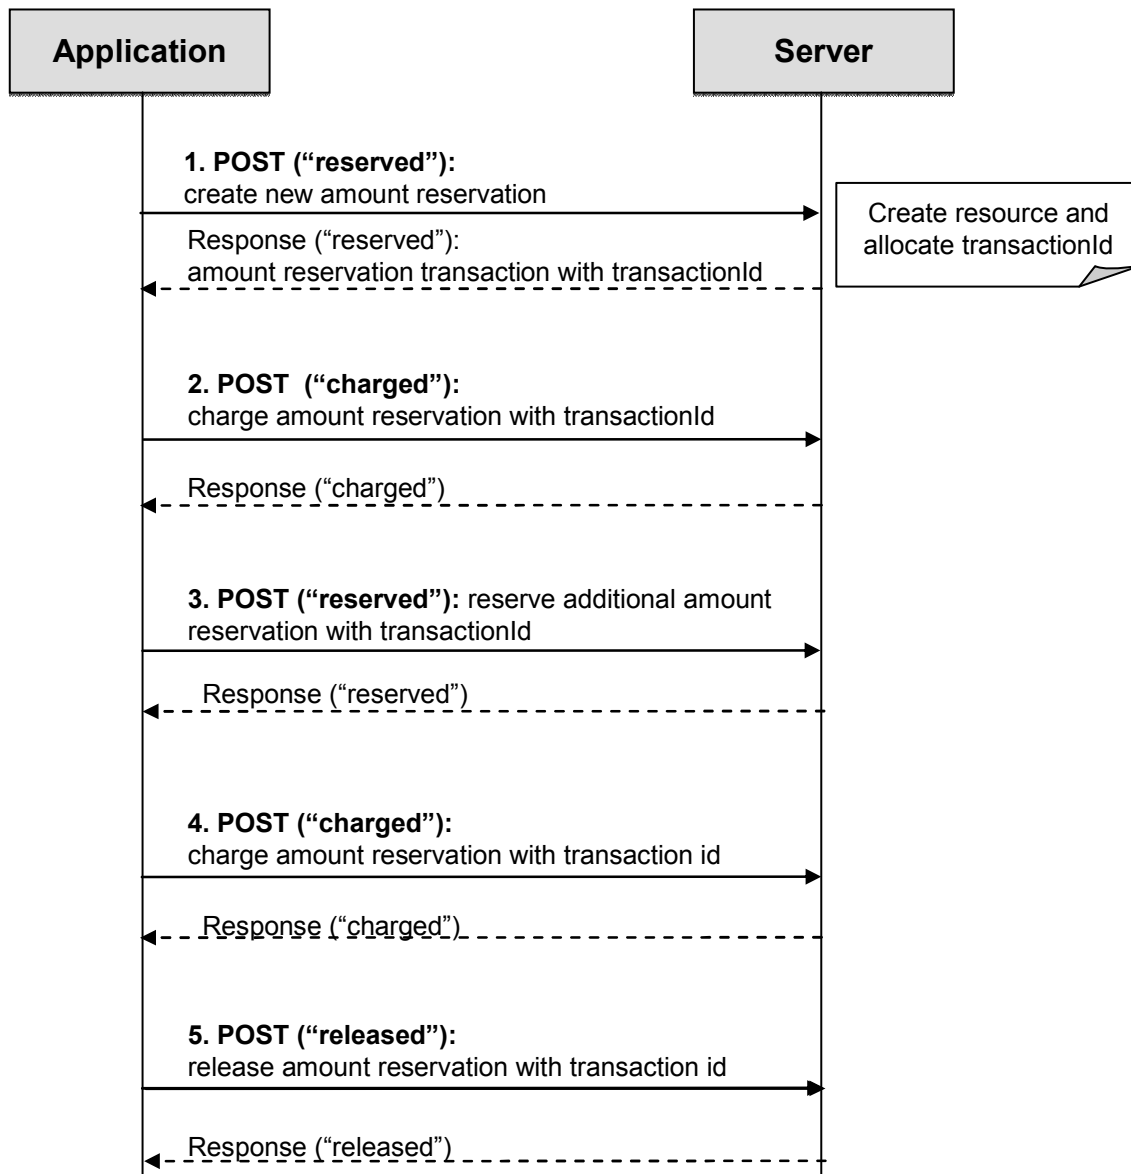 Application
Server
1. POST (“reserved”):
create new amount reservation
Create resource and
allocate transactionId
Response (“reserved”):
amount reservation transaction with transactionId
2. POST  (“charged”):
charge amount reservation with transactionId
Response (“charged”)
3. POST (“reserved”): reserve additional amount
reservation with transactionId
Response (“reserved”)
4. POST (“charged”):
charge amount reservation with transaction id
Response (“charged”)
5. POST (“released”):
release amount reservation with transaction id
Response (“released”)